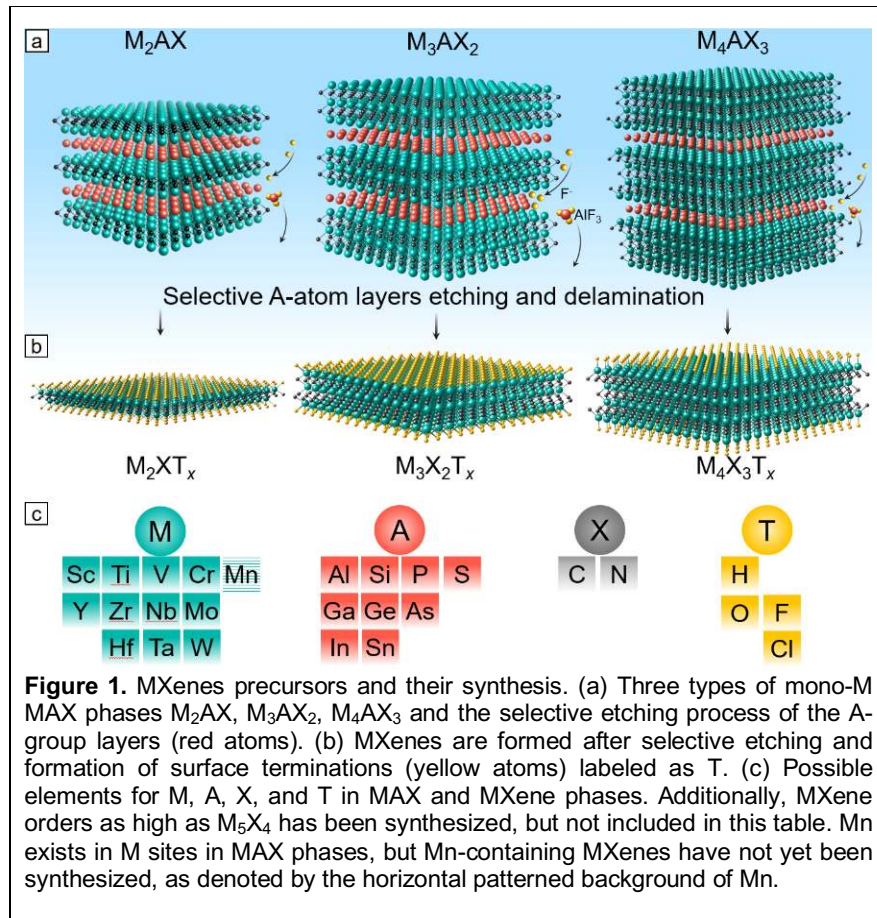 a
M₂AX M₃AX₂ M₄AX₃
F⁻
AlF₃
Selective A-atom layers etching and delamination
b
M₂XTₓ M₃X₂Tₓ M₄X₃Tₓ
c
M A X T
Sc Ti V Cr Mn Al Si P S C N H
Y Zr Nb Mo Ga Ge As O F
Hf Ta W In Sn Cl
Figure 1. MXenes precursors and their synthesis. (a) Three types of mono-M
MAX phases M₂AX, M₃AX₂, M₄AX₃ and the selective etching process of the A-
group layers (red atoms). (b) MXenes are formed after selective etching and
formation of surface terminations (yellow atoms) labeled as T. (c) Possible
elements for M, A, X, and T in MAX and MXene phases. Additionally, MXene
orders as high as M₅X₄ has been synthesized, but not included in this table. Mn
exists in M sites in MAX phases, but Mn-containing MXenes have not yet been
synthesized, as denoted by the horizontal patterned background of Mn.